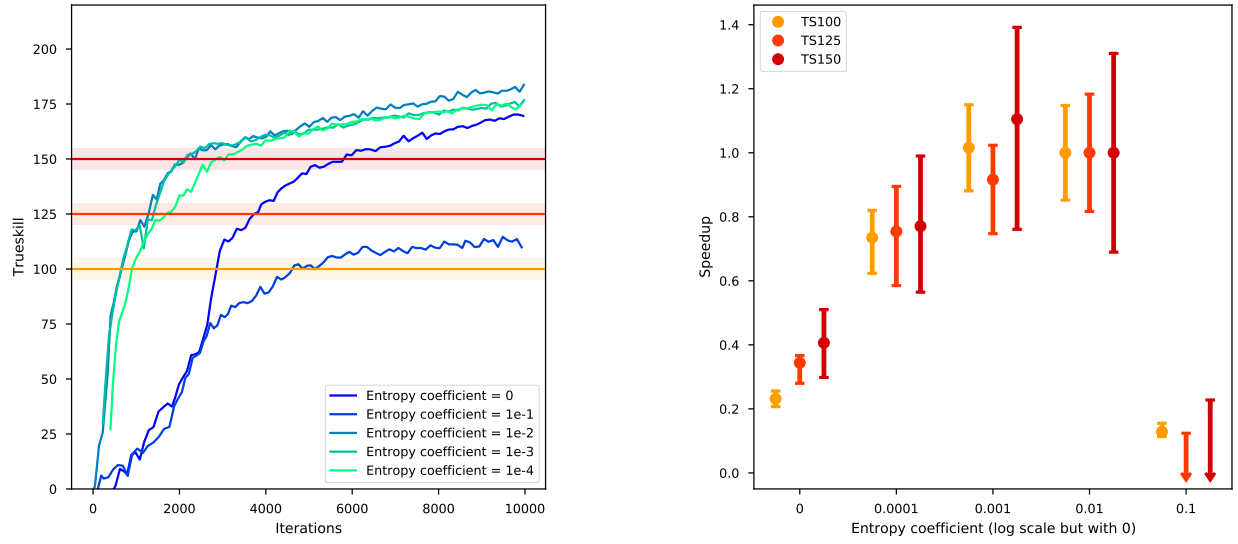 Trueskill
200
175
150
125
100
75
50
25
0
0 2000 4000 6000 8000 10000
Iterations
Entropy coefficient = 0
Entropy coefficient = 1e-1
Entropy coefficient = 1e-2
Entropy coefficient = 1e-3
Entropy coefficient = 1e-4
Speedup
1.4
1.2
1.0
0.8
0.6
0.4
0.2
0.0
TS100
TS125
TS150
0 0.0001 0.001 0.01 0.1
Entropy coefficient (log scale but with 0)